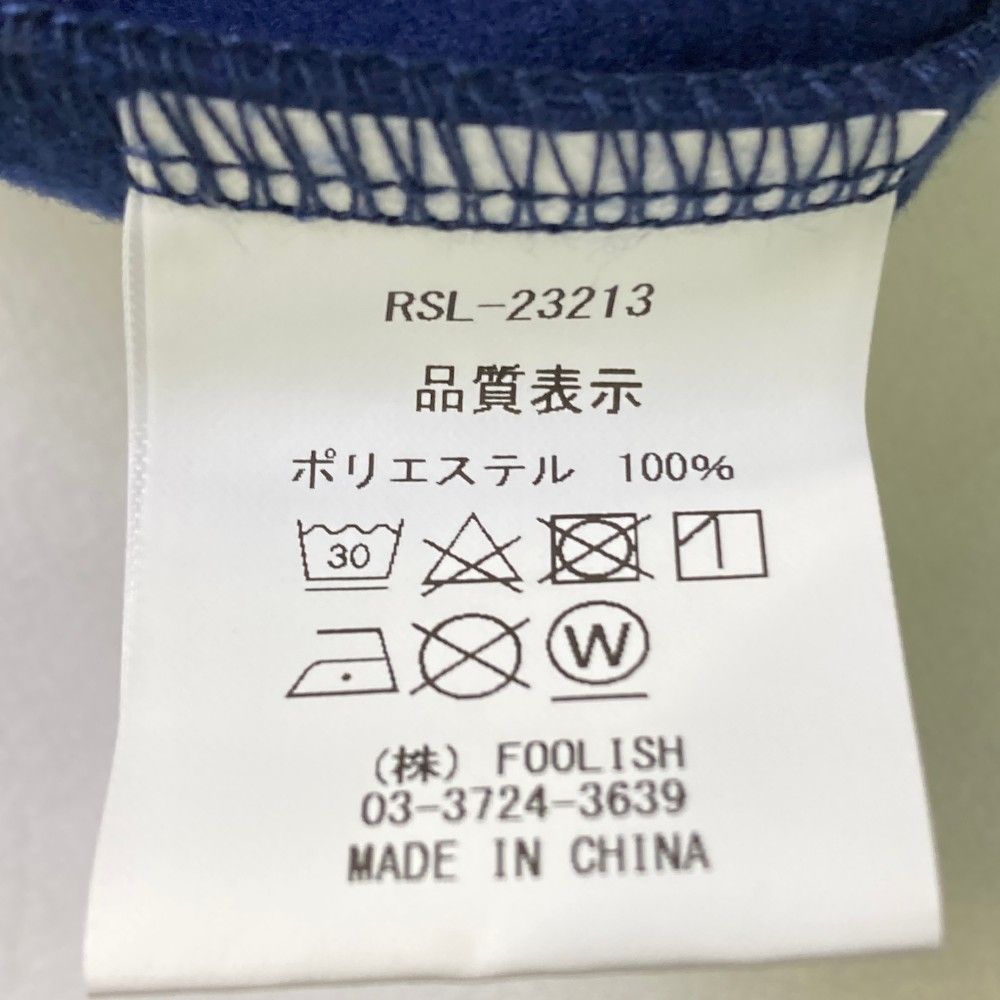 RSL-23213
品質表示
ポリエステル 100%
30
W
(株) FOOLISH
03-3724-3639
MADE IN CHINA